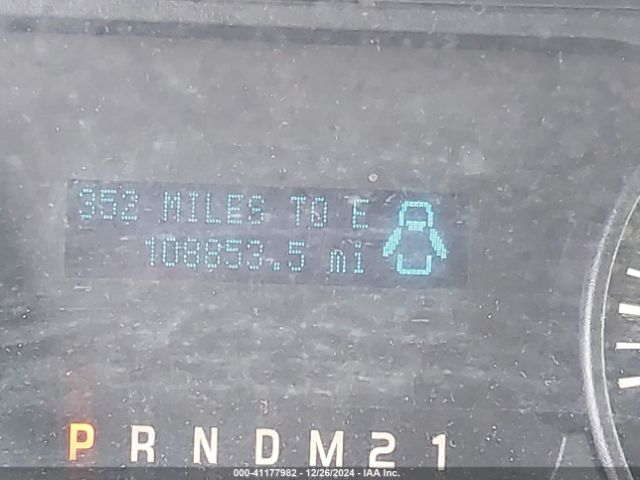 352 MILES TO E
108853.5 mi
P R N D M 2 1
000-41177982 - 12/26/2024 - IAA Inc.